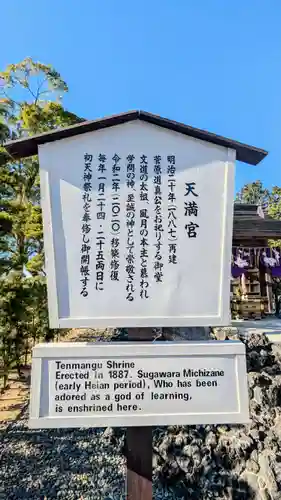 天満宮
明治二十年（一八八七）再建
菅原道真公をお祀りする御堂
文道の太祖、風月の本主と慕われ
学問の神、至誠の神として尊崇される
令和二年（二〇二〇）移築修復
毎年一月二十四・二十五両日に
初天神祭礼を奉修し御開帳する
Tenmangu Shrine
Erected in 1887. Sugawara Michizane
(early Heian period), Who has been
adored as a god of learning,
is enshrined here.